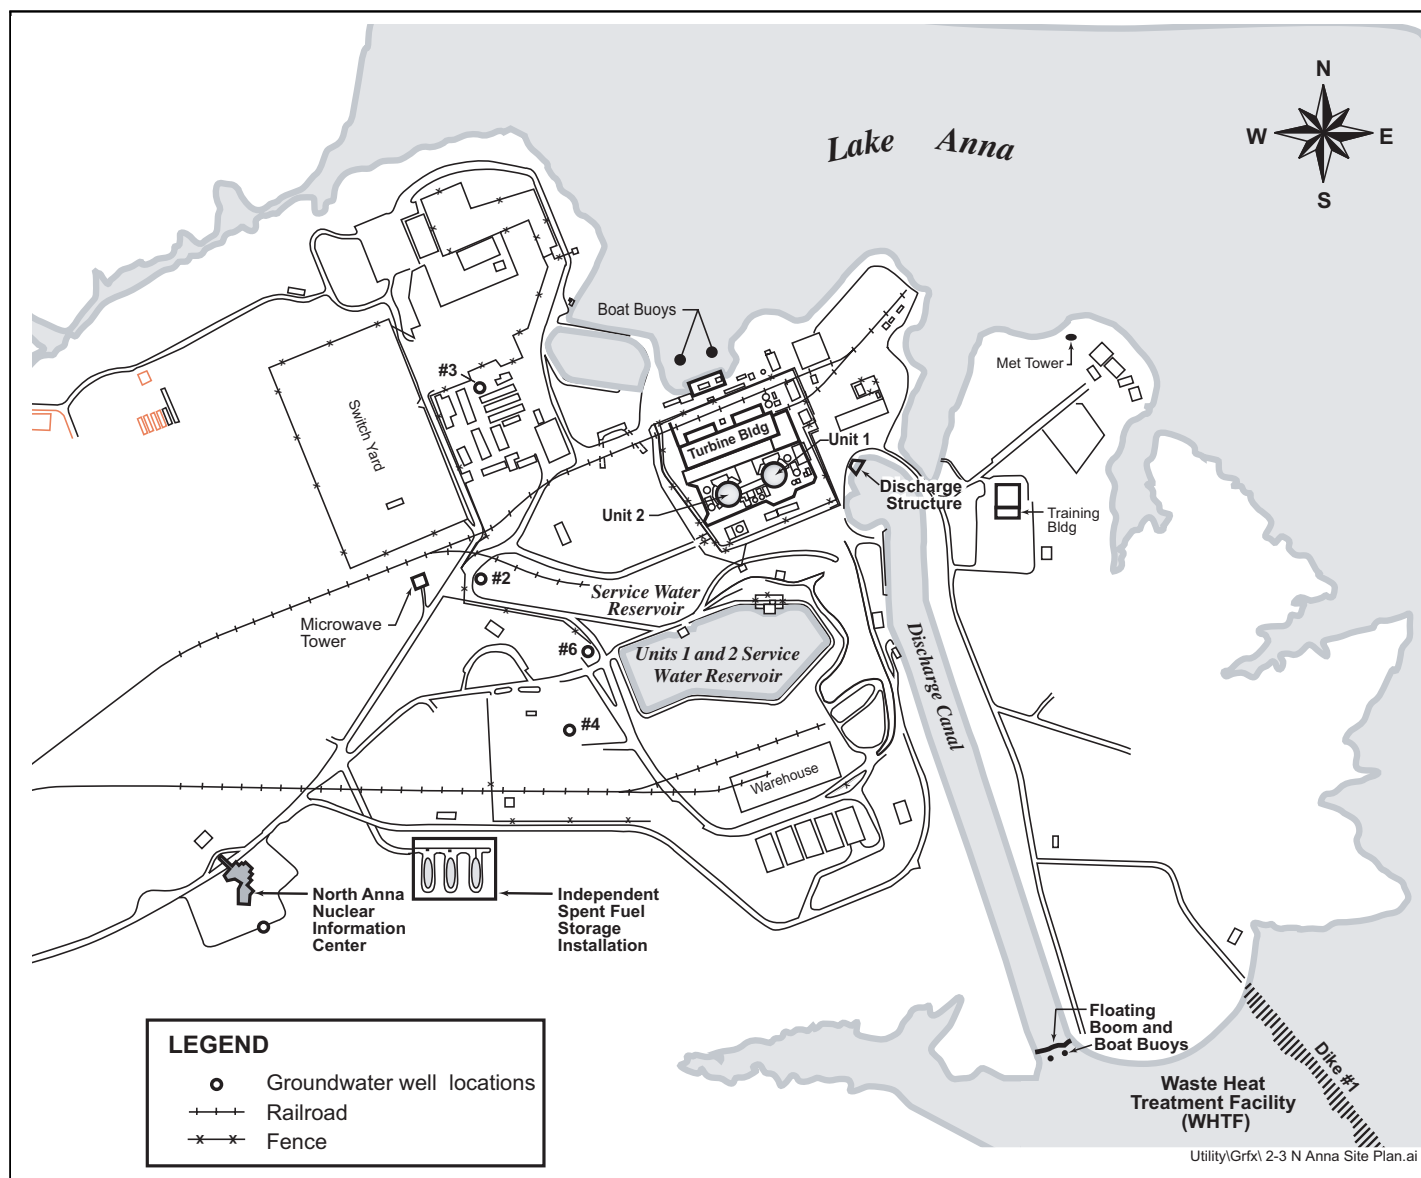 N
W E
S
Lake Anna
Boat Buoys
Met Tower
#3
Switch Yard
Turbine Bldg
Unit 1
Discharge
Structure
Unit 2
Training
Bldg
#2
Service Water
Reservoir
Microwave
Tower
#6
Units 1 and 2 Service
Water Reservoir
Discharge Canal
#4
Warehouse
North Anna
Nuclear
Information
Center
Independent
Spent Fuel
Storage
Installation
Floating
Boom and
Boat Buoys
Dike #1
Waste Heat
Treatment Facility
(WHTF)
LEGEND
Groundwater well locations
Railroad
Fence
Utility\Grfx\ 2-3 N Anna Site Plan.ai